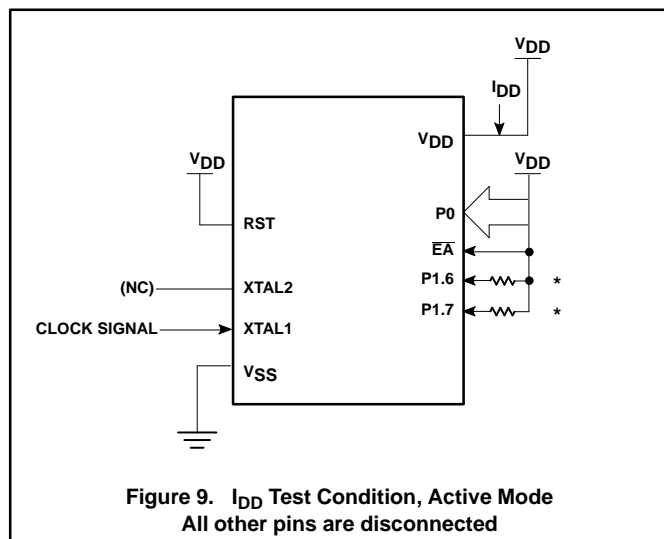 VDD
IDD
VDD
VDD
VDD
P0
RST
EA
(NC)
XTAL2
P1.6
*
P1.7
*
CLOCK SIGNAL
XTAL1
VSS
Figure 9. IDD Test Condition, Active Mode
All other pins are disconnected